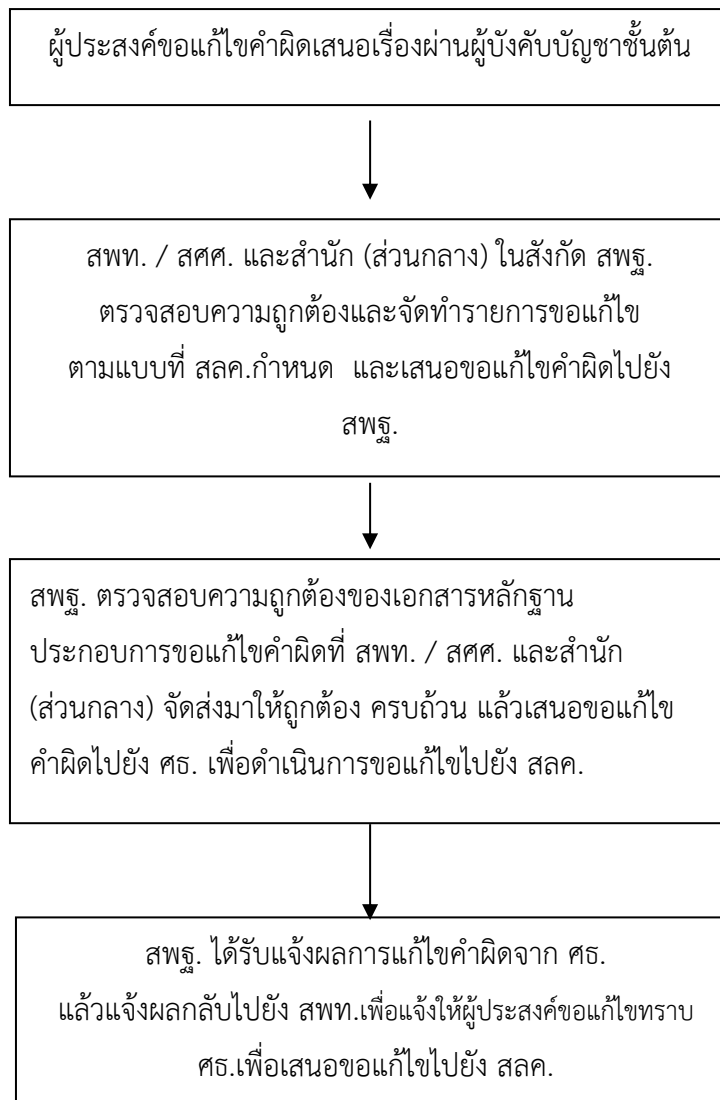 ผู้ประสงค์ขอแก้ไขคำผิดเสนอเรื่องผ่านผู้บังคับบัญชาชั้นต้น
สพท. / สศศ. และสำนัก (ส่วนกลาง) ในสังกัด สพฐ.
ตรวจสอบความถูกต้องและจัดทำรายการขอแก้ไข
ตามแบบที่ สลค.กำหนด และเสนอขอแก้ไขคำผิดไปยัง
สพฐ.
สพฐ. ตรวจสอบความถูกต้องของเอกสารหลักฐาน
ประกอบการขอแก้ไขคำผิดที่ สพท. / สศศ. และสำนัก
(ส่วนกลาง) จัดส่งมาให้ถูกต้อง ครบถ้วน แล้วเสนอขอแก้ไข
คำผิดไปยัง ศธ. เพื่อดำเนินการขอแก้ไขไปยัง สลค.
สพฐ. ได้รับแจ้งผลการแก้ไขคำผิดจาก ศธ.
แล้วแจ้งผลกลับไปยัง สพท.เพื่อแจ้งให้ผู้ประสงค์ขอแก้ไขทราบ
ศธ.เพื่อเสนอขอแก้ไขไปยัง สลค.